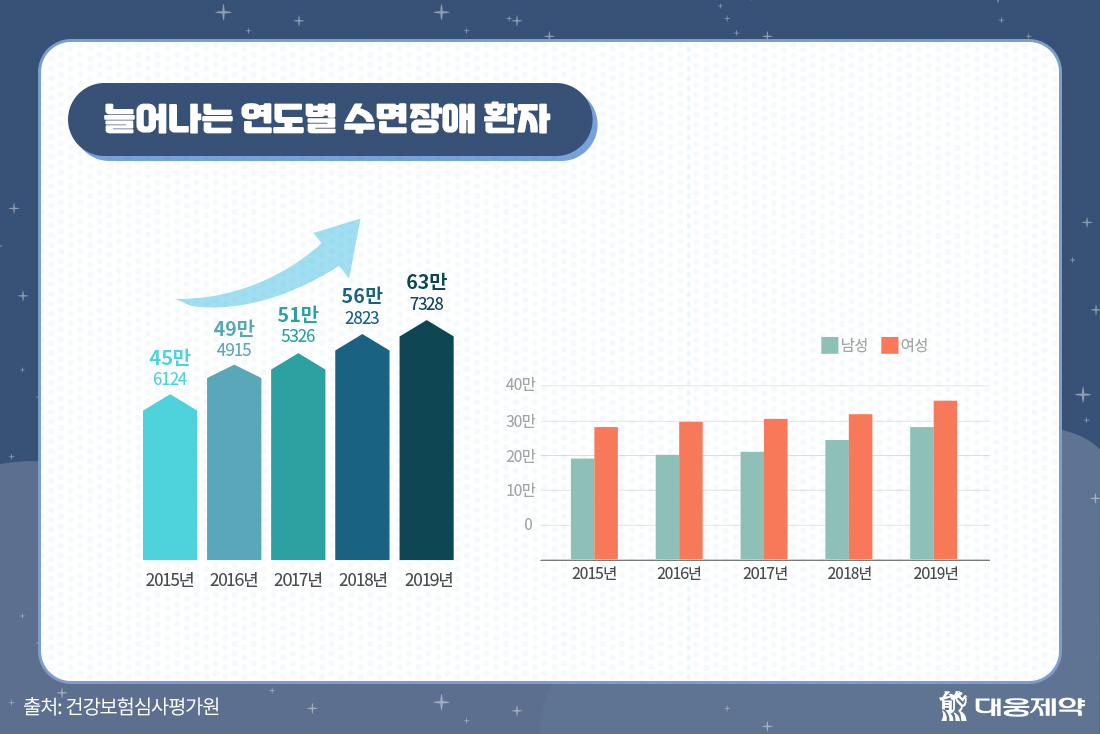 늘어나는 연도별 수면장애 환자
45만
6124
49만
4915
51만
5326
56만
2823
63만
7328
2015년 2016년 2017년 2018년 2019년
남성 여성
40만
30만
20만
10만
0
2015년 2016년 2017년 2018년 2019년
출처: 건강보험심사평가원
대웅제약